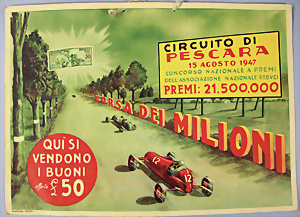 CIRCUITO DI
PESCARA
15 AGOSTO 1947
CONCORSO NAZIONALE A PREMI
DELL'ASSOCIAZIONE NAZIONALE REDUCI
PREMI: 21.500,000
CORSA DEI MILIONI
12
QUI SI
VENDONO
I BUONI
£ 50